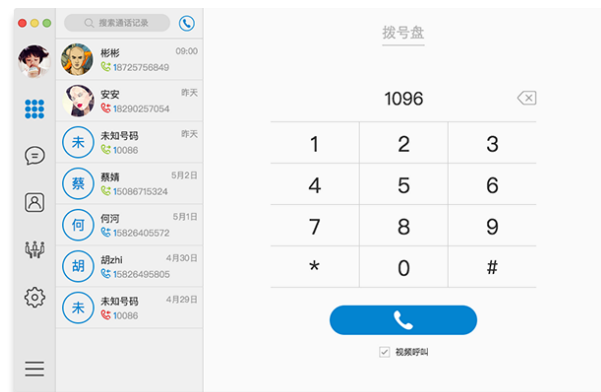 搜索通话记录
彬彬 09:00
18725756849
安安 昨天
18290257054
未 未知号码 昨天
10086
蔡 蔡婧 5月2日
15086715324
何 何河 5月1日
15826405572
胡 胡zhi 4月30日
15826495805
未 未知号码 4月29日
10086
拨号盘
1096
1 2 3
4 5 6
7 8 9
* 0 #
视频呼叫